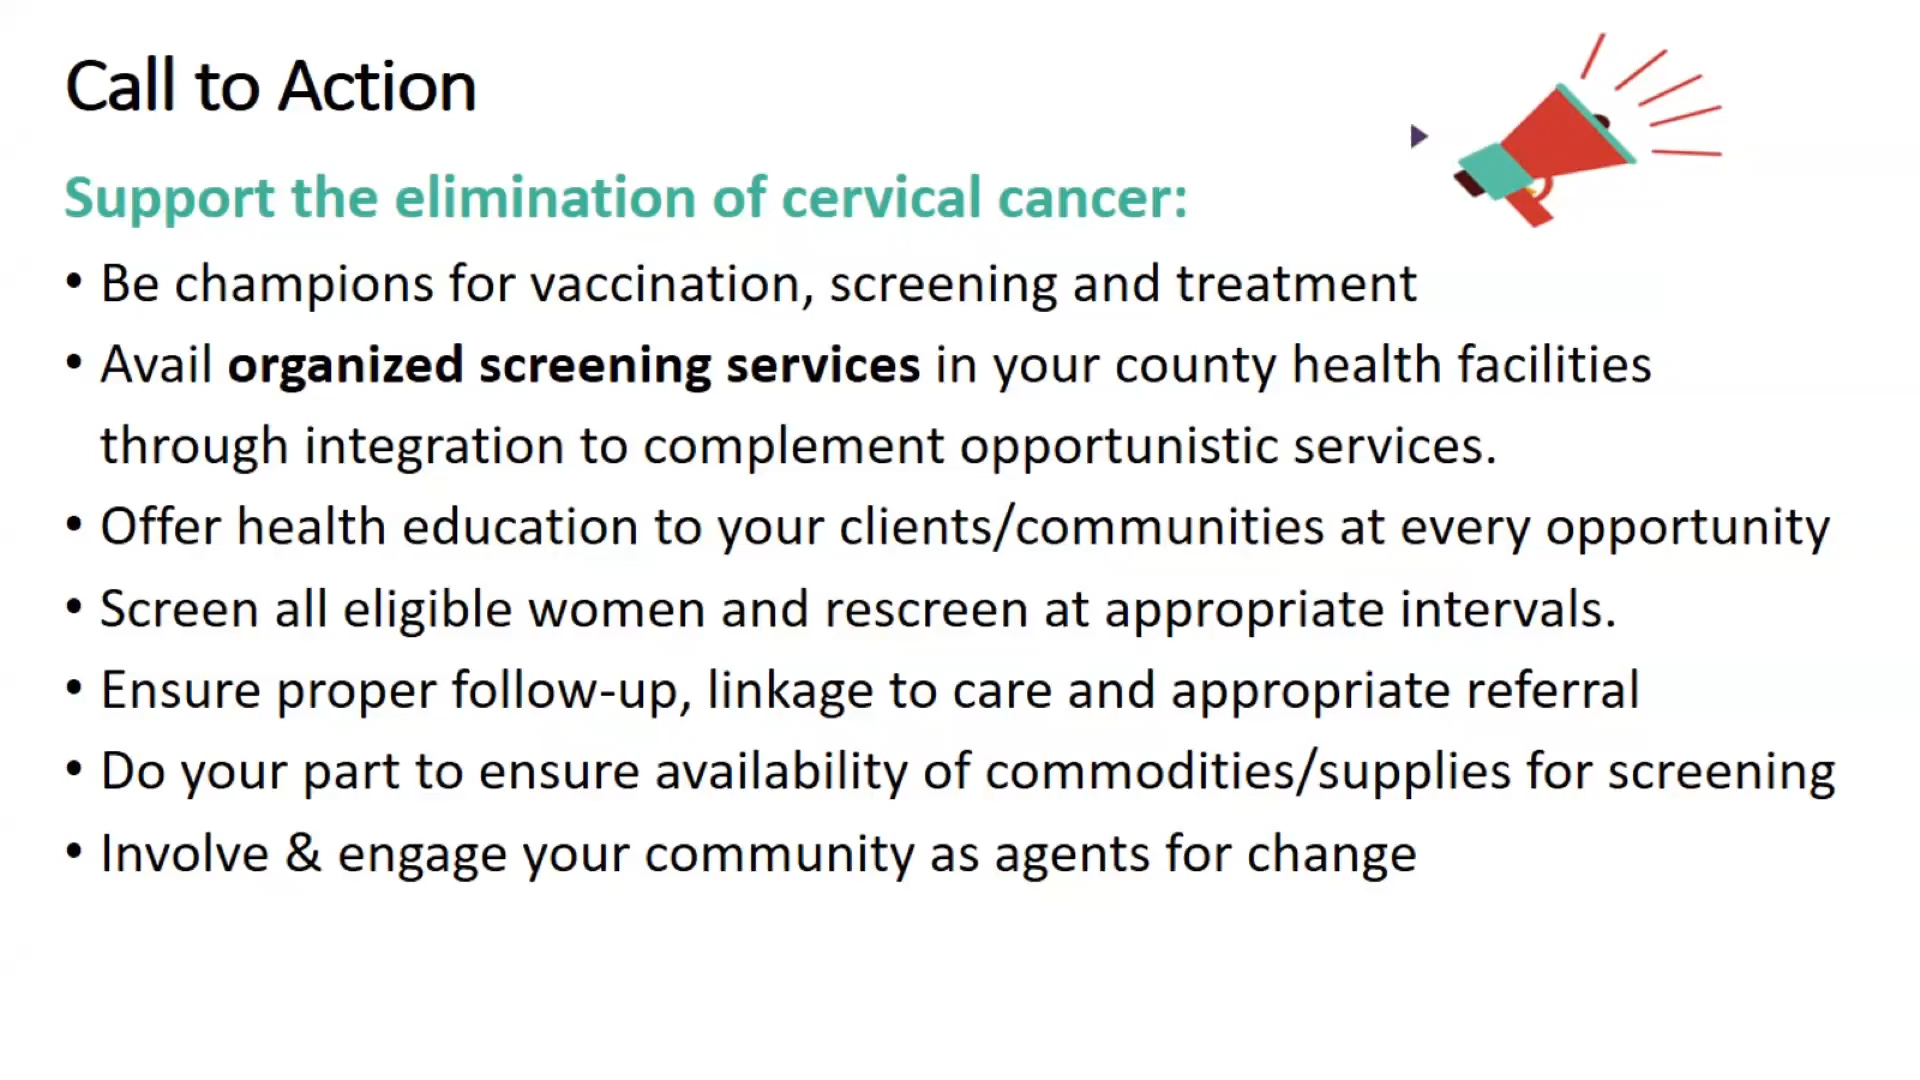 Call to Action
Support the elimination of cervical cancer:
• Be champions for vaccination, screening and treatment
• Avail organized screening services in your county health facilities
through integration to complement opportunistic services.
• Offer health education to your clients/communities at every opportunity
• Screen all eligible women and rescreen at appropriate intervals.
• Ensure proper follow-up, linkage to care and appropriate referral
• Do your part to ensure availability of commodities/supplies for screening
• Involve & engage your community as agents for change